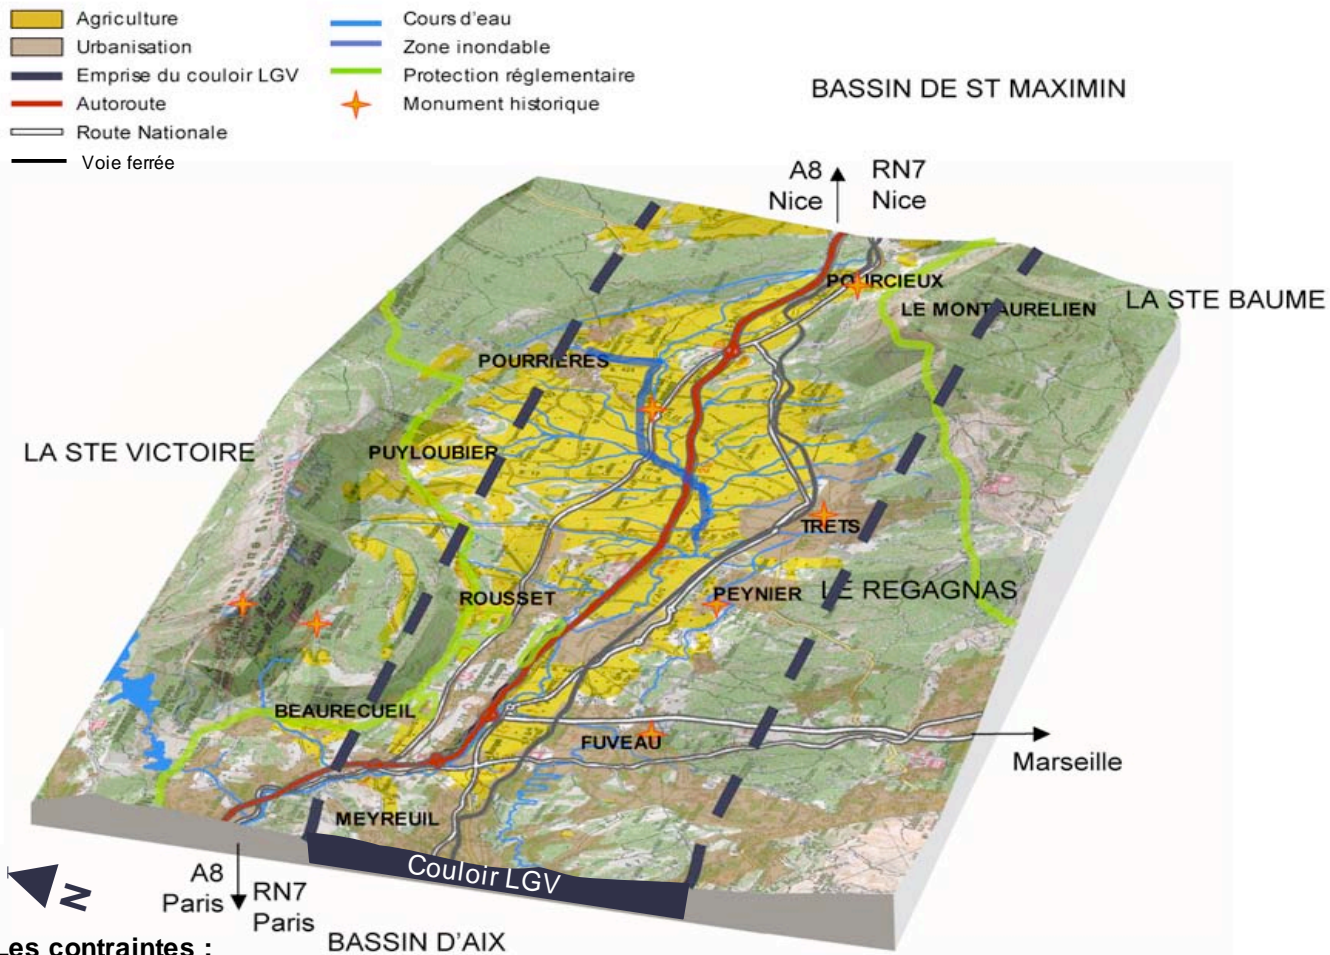 Agriculture
Urbanisation
Emprise du couloir LGV
Autoroute
Route Nationale
Voie ferrée
Cours d'eau
Zone inondable
Protection réglementaire
Monument historique
BASSIN DE ST MAXIMIN
A8
Nice
RN7
Nice
POURCIEUX
LE MONT AURELIEN
LA STE BAUME
POURRIERES
LA STE VICTOIRE
PUYLOUBIER
TRETS
ROUSSET
PEYNIER
LE REGAGNAS
BEAURECUEIL
FUVEAU
Marseille
MEYREUIL
Couloir LGV
N
A8
Paris
RN7
Paris
BASSIN D'AIX
Les contraintes :